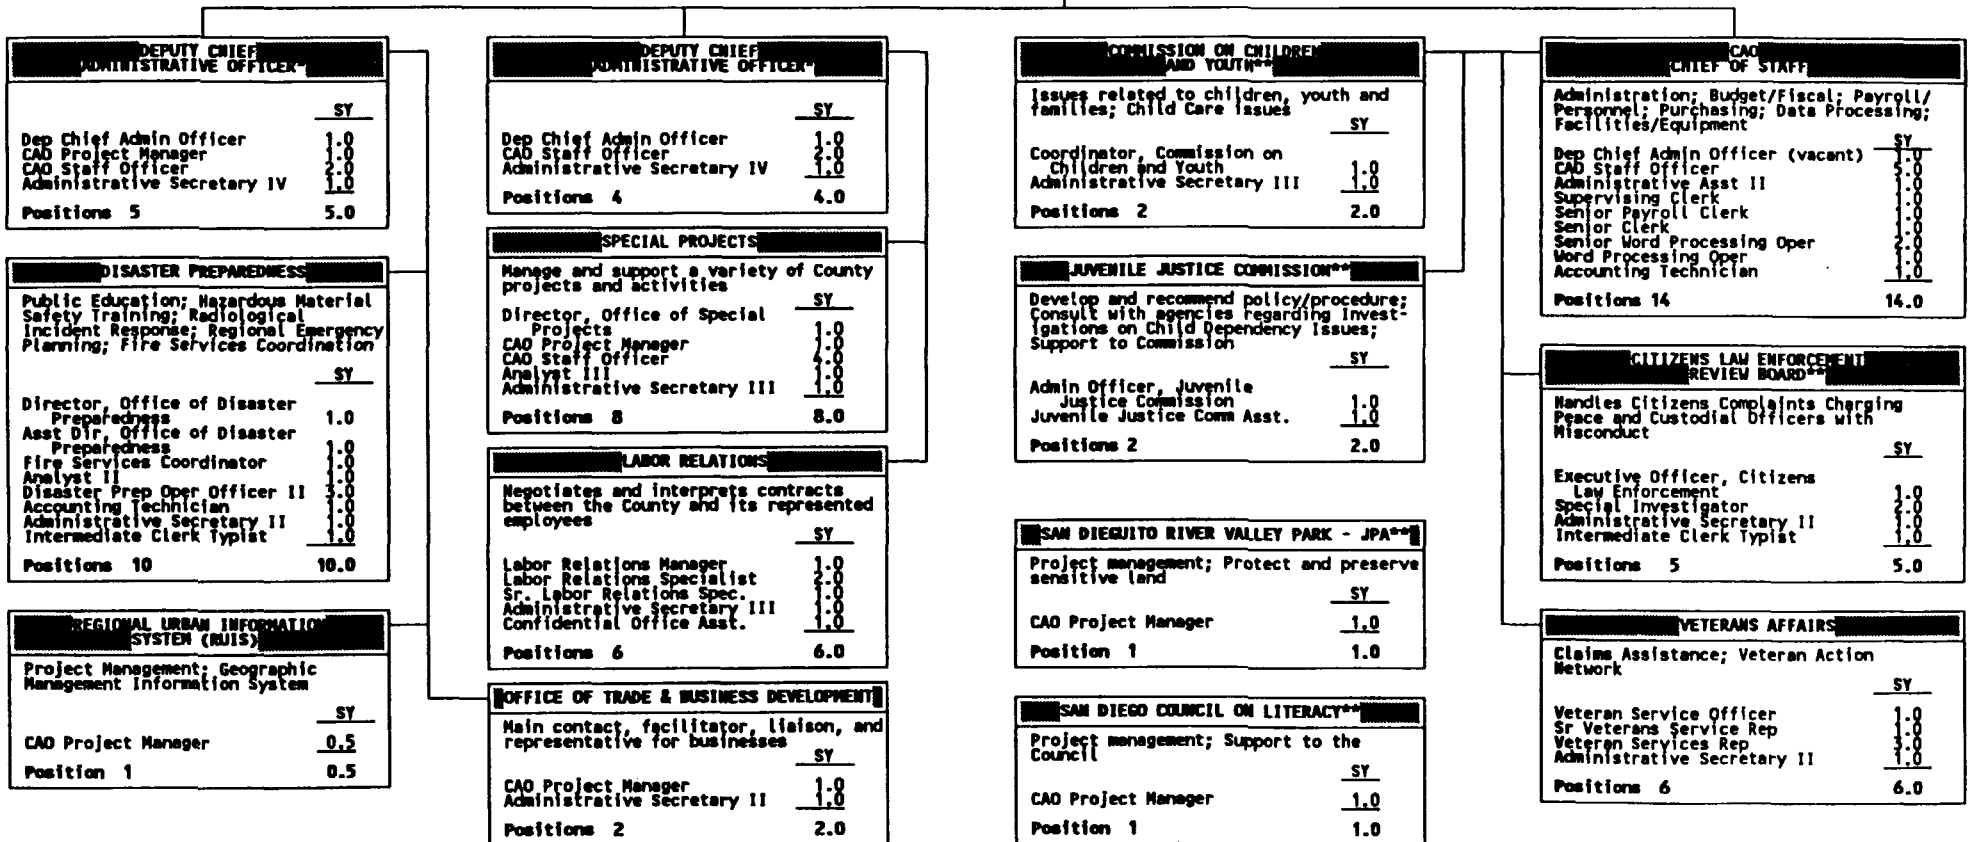 DEPUTY CHIEF
ADMINISTRATIVE OFFICER*
SY
Dep Chief Admin Officer 1.0
CAO Project Manager 1.0
CAO Staff Officer 2.0
Administrative Secretary IV 1.0
Positions 5 5.0
DISASTER PREPAREDNESS
Public Education; Hazardous Material
Safety Training; Radiological
Incident Response; Regional Emergency
Planning; Fire Services Coordination
SY
Director, Office of Disaster
Preparedness 1.0
Asst Dir, Office of Disaster
Preparedness 1.0
Fire Services Coordinator 1.0
Analyst II 1.0
Disaster Prep Oper Officer II 3.0
Accounting Technician 1.0
Administrative Secretary II 1.0
Intermediate Clerk Typist 1.0
Positions 10 10.0
REGIONAL URBAN INFORMATION
SYSTEM (RUIS)
Project Management; Geographic
Management Information System
SY
CAO Project Manager 0.5
Position 1 0.5
DEPUTY CHIEF
ADMINISTRATIVE OFFICER*
SY
Dep Chief Admin Officer 1.0
CAO Staff Officer 2.0
Administrative Secretary IV 1.0
Positions 4 4.0
SPECIAL PROJECTS
Manage and support a variety of County
projects and activities
SY
Director, Office of Special
Projects 1.0
CAO Project Manager 1.0
CAO Staff Officer 4.0
Analyst III 1.0
Administrative Secretary III 1.0
Positions 8 8.0
LABOR RELATIONS
Negotiates and interprets contracts
between the County and its represented
employees
SY
Labor Relations Manager 1.0
Labor Relations Specialist 2.0
Sr. Labor Relations Spec. 1.0
Administrative Secretary III 1.0
Confidential Office Asst. 1.0
Positions 6 6.0
OFFICE OF TRADE & BUSINESS DEVELOPMENT
Main contact, facilitator, liaison, and
representative for businesses
SY
CAO Project Manager 1.0
Administrative Secretary II 1.0
Positions 2 2.0
COMMISSION ON CHILDREN
AND YOUTH**
Issues related to children, youth and
families; Child Care issues
SY
Coordinator, Commission on
Children and Youth 1.0
Administrative Secretary III 1.0
Positions 2 2.0
JUVENILE JUSTICE COMMISSION**
Develop and recommend policy/procedure;
Consult with agencies regarding Invest-
igations on Child Dependency Issues;
Support to Commission
SY
Admin Officer, Juvenile
Justice Commission 1.0
Juvenile Justice Comm Asst. 1.0
Positions 2 2.0
SAN DIEGUITO RIVER VALLEY PARK - JPA**
Project management; Protect and preserve
sensitive land
SY
CAO Project Manager 1.0
Position 1 1.0
SAN DIEGO COUNCIL ON LITERACY**
Project management; Support to the
Council
SY
CAO Project Manager 1.0
Position 1 1.0
CAO
CHIEF OF STAFF
Administration; Budget/Fiscal; Payroll/
Personnel; Purchasing; Data Processing;
Facilities/Equipment
SY
Dep Chief Admin Officer (vacant) 1.0
CAO Staff Officer 5.0
Administrative Asst II 1.0
Supervising Clerk 1.0
Senior Payroll Clerk 1.0
Senior Clerk 1.0
Senior Word Processing Oper 2.0
Word Processing Oper 1.0
Accounting Technician 1.0
Positions 14 14.0
CITIZENS LAW ENFORCEMENT
REVIEW BOARD**
Handles Citizens Complaints Charging
Peace and Custodial Officers with
Misconduct
SY
Executive Officer, Citizens
Law Enforcement 1.0
Special Investigator 2.0
Administrative Secretary II 1.0
Intermediate Clerk Typist 1.0
Positions 5 5.0
VETERANS AFFAIRS
Claims Assistance; Veteran Action
Network
SY
Veteran Service Officer 1.0
Sr Veterans Service Rep 1.0
Veteran Services Rep 3.0
Administrative Secretary II 1.0
Positions 6 6.0